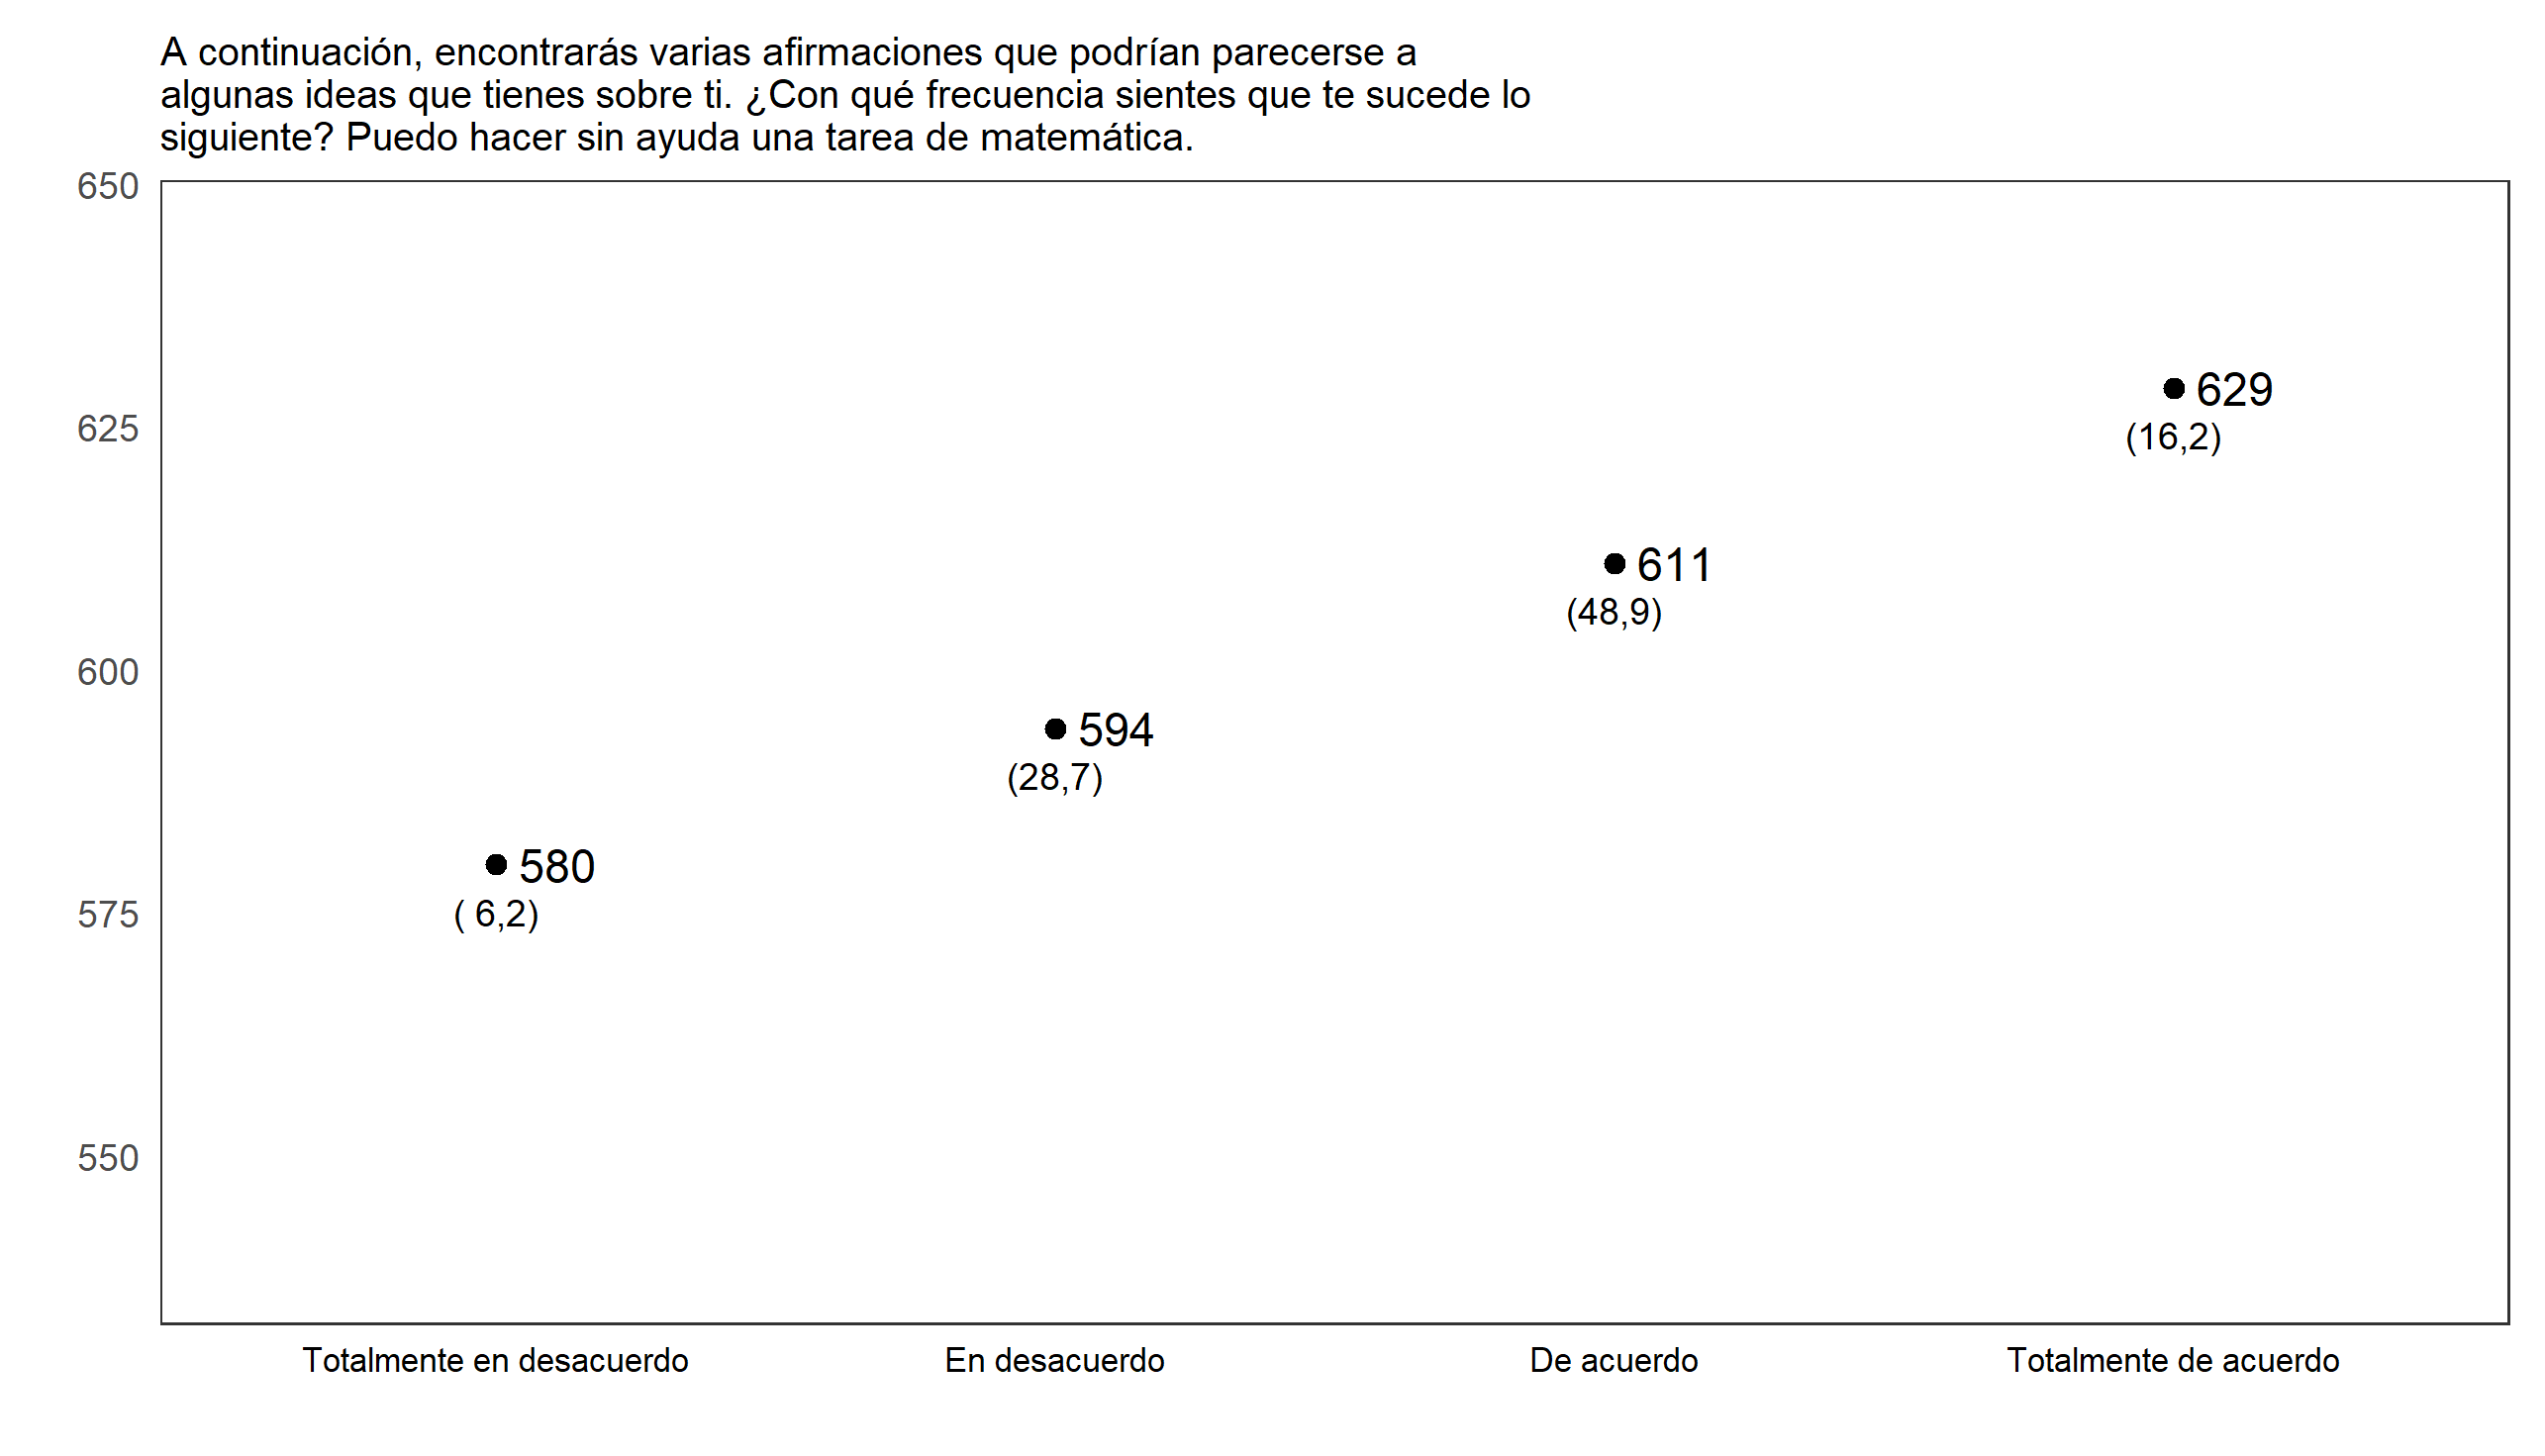 A continuación, encontrarás varias afirmaciones que podrían parecerse a
algunas ideas que tienes sobre ti. ¿Con qué frecuencia sientes que te sucede lo
siguiente? Puedo hacer sin ayuda una tarea de matemática.
650
625
600
575
550
629
(16,2)
611
(48,9)
594
(28,7)
580
( 6,2)
Totalmente en desacuerdo
En desacuerdo
De acuerdo
Totalmente de acuerdo